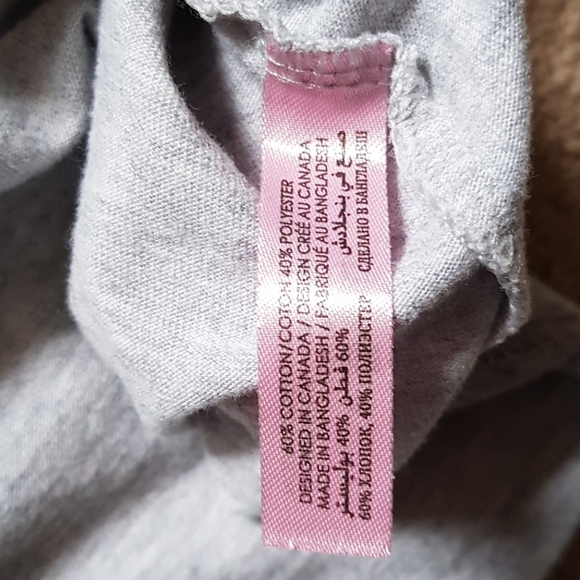 60% COTTON/COTON 40% POLYESTER
DESIGNED IN CANADA / DESIGN CRÉÉ AU CANADA
MADE IN BANGLADESH / FABRIQUÉ AU BANGLADESH
صنع في بنجلادش 60% قطن 40% بوليستر
60% ХЛОПОК, 40% ПОЛИЭСТЕР СДЕЛАНО В БАНГЛАДЕШ